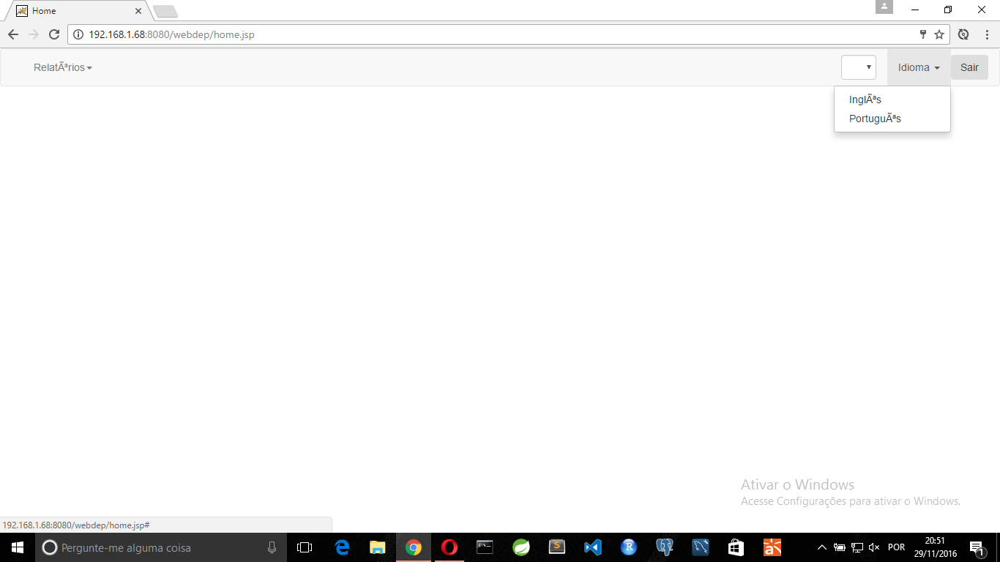 Home
192.168.1.68:8080/webdep/home.jsp
RelatÃ³rios
Idioma
Sair
InglÃªs
PortuguÃªs
Ativar o Windows
Acesse Configurações para ativar o Windows.
192.168.1.68:8080/webdep/home.jsp#
Pergunte-me alguma coisa
POR
20:51
29/11/2016
1